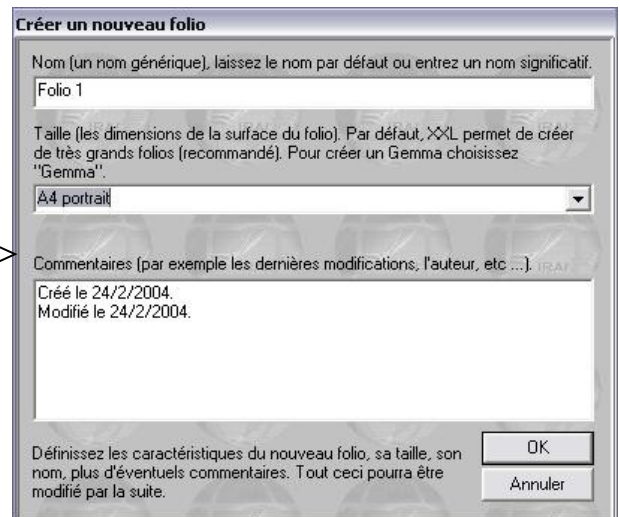 Créer un nouveau folio
Nom (un nom générique), laissez le nom par défaut ou entrez un nom significatif.
Folio 1
Taille (les dimensions de la surface du folio). Par défaut, XXL permet de créer
de très grands folios (recommandé). Pour créer un Gemma choisissez
"Gemma".
A4 portrait
Commentaires (par exemple les dernières modifications, l'auteur, etc ...).
Créé le 24/2/2004.
Modifié le 24/2/2004.
Définissez les caractéristiques du nouveau folio, sa taille, son
nom, plus d'éventuels commentaires. Tout ceci pourra être
modifié par la suite.
OK
Annuler